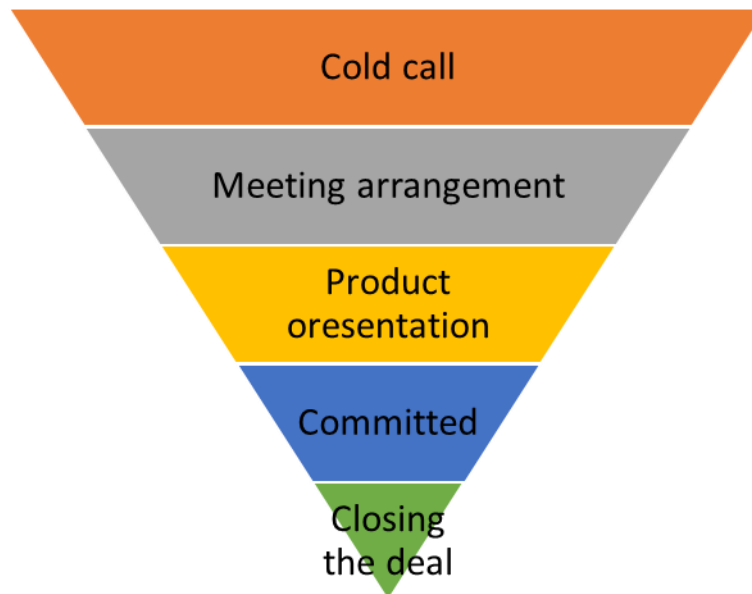 Cold call
Meeting arrangement
Product
oresentation
Committed
Closing
the deal